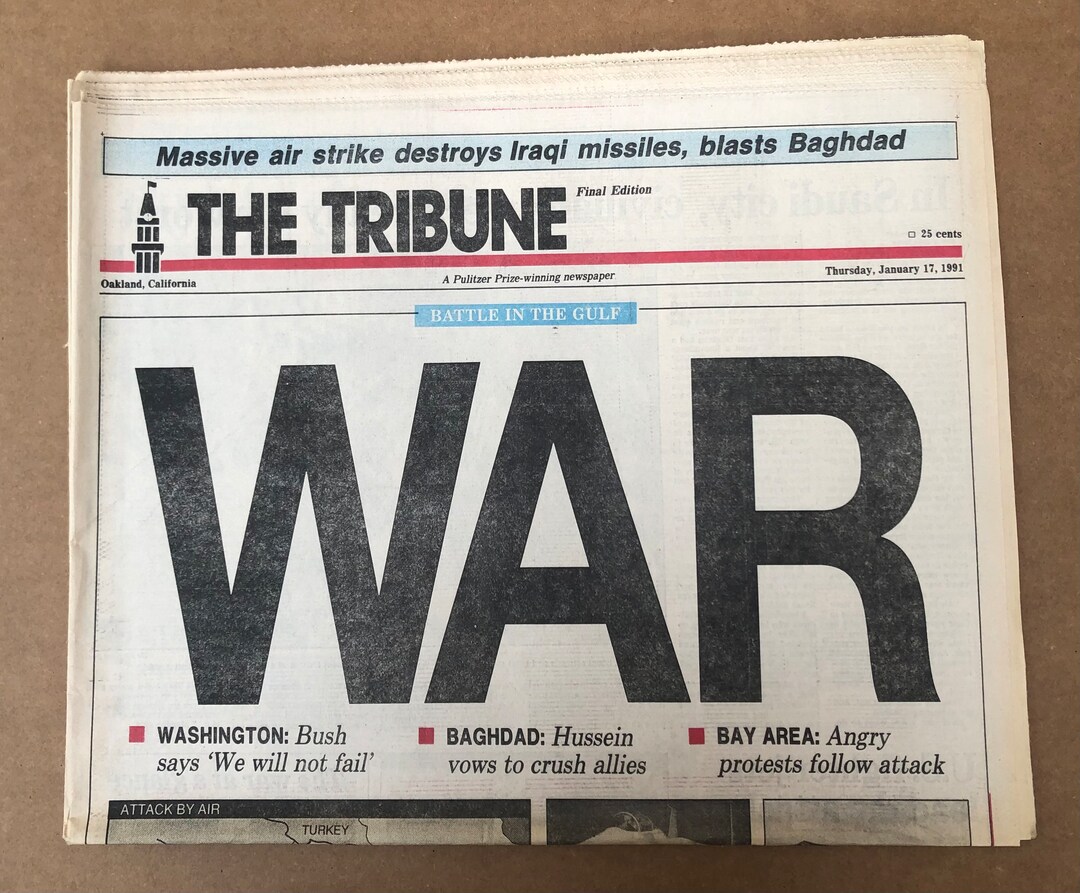 Massive air strike destroys Iraqi missiles, blasts Baghdad
THE TRIBUNE
Final Edition
25 cents
Oakland, California
A Pulitzer Prize-winning newspaper
Thursday, January 17, 1991
BATTLE IN THE GULF
WAR
WASHINGTON: Bush
says ‘We will not fail’
BAGHDAD: Hussein
vows to crush allies
BAY AREA: Angry
protests follow attack
ATTACK BY AIR
TURKEY